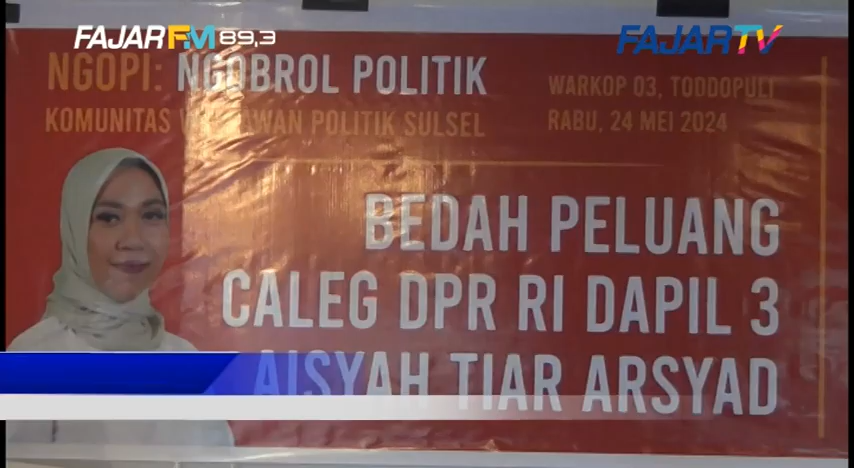 FAJAR FM 89,3
FAJAR TV
NGOPI: NGOBROL POLITIK
KOMUNITAS WARTAWAN POLITIK SULSEL
WARKOP 03, TODDOPULI
RABU, 24 MEI 2024
BEDAH PELUANG
CALEG DPR RI DAPIL 3
AISYAH TIAR ARSYAD